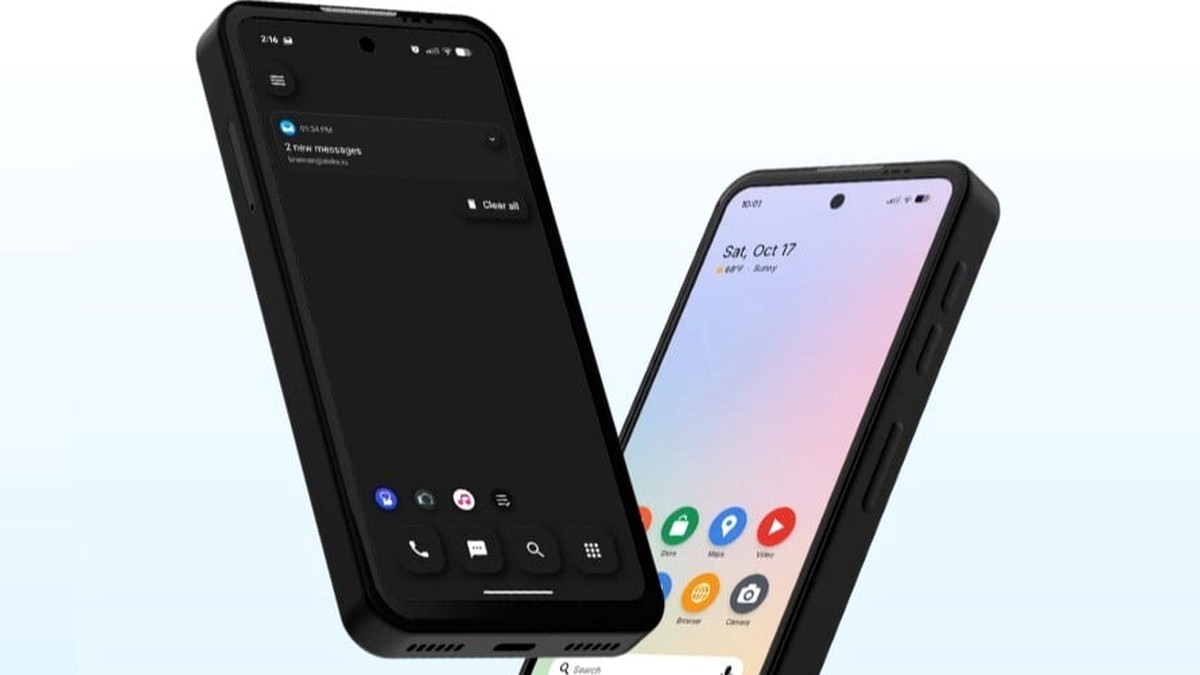 2:16
01:34 PM
2 new messages
Clear all
10:01
Sat, Oct 17
68°F · Sunny
Store
Maps
Video
Browser
Camera
Search